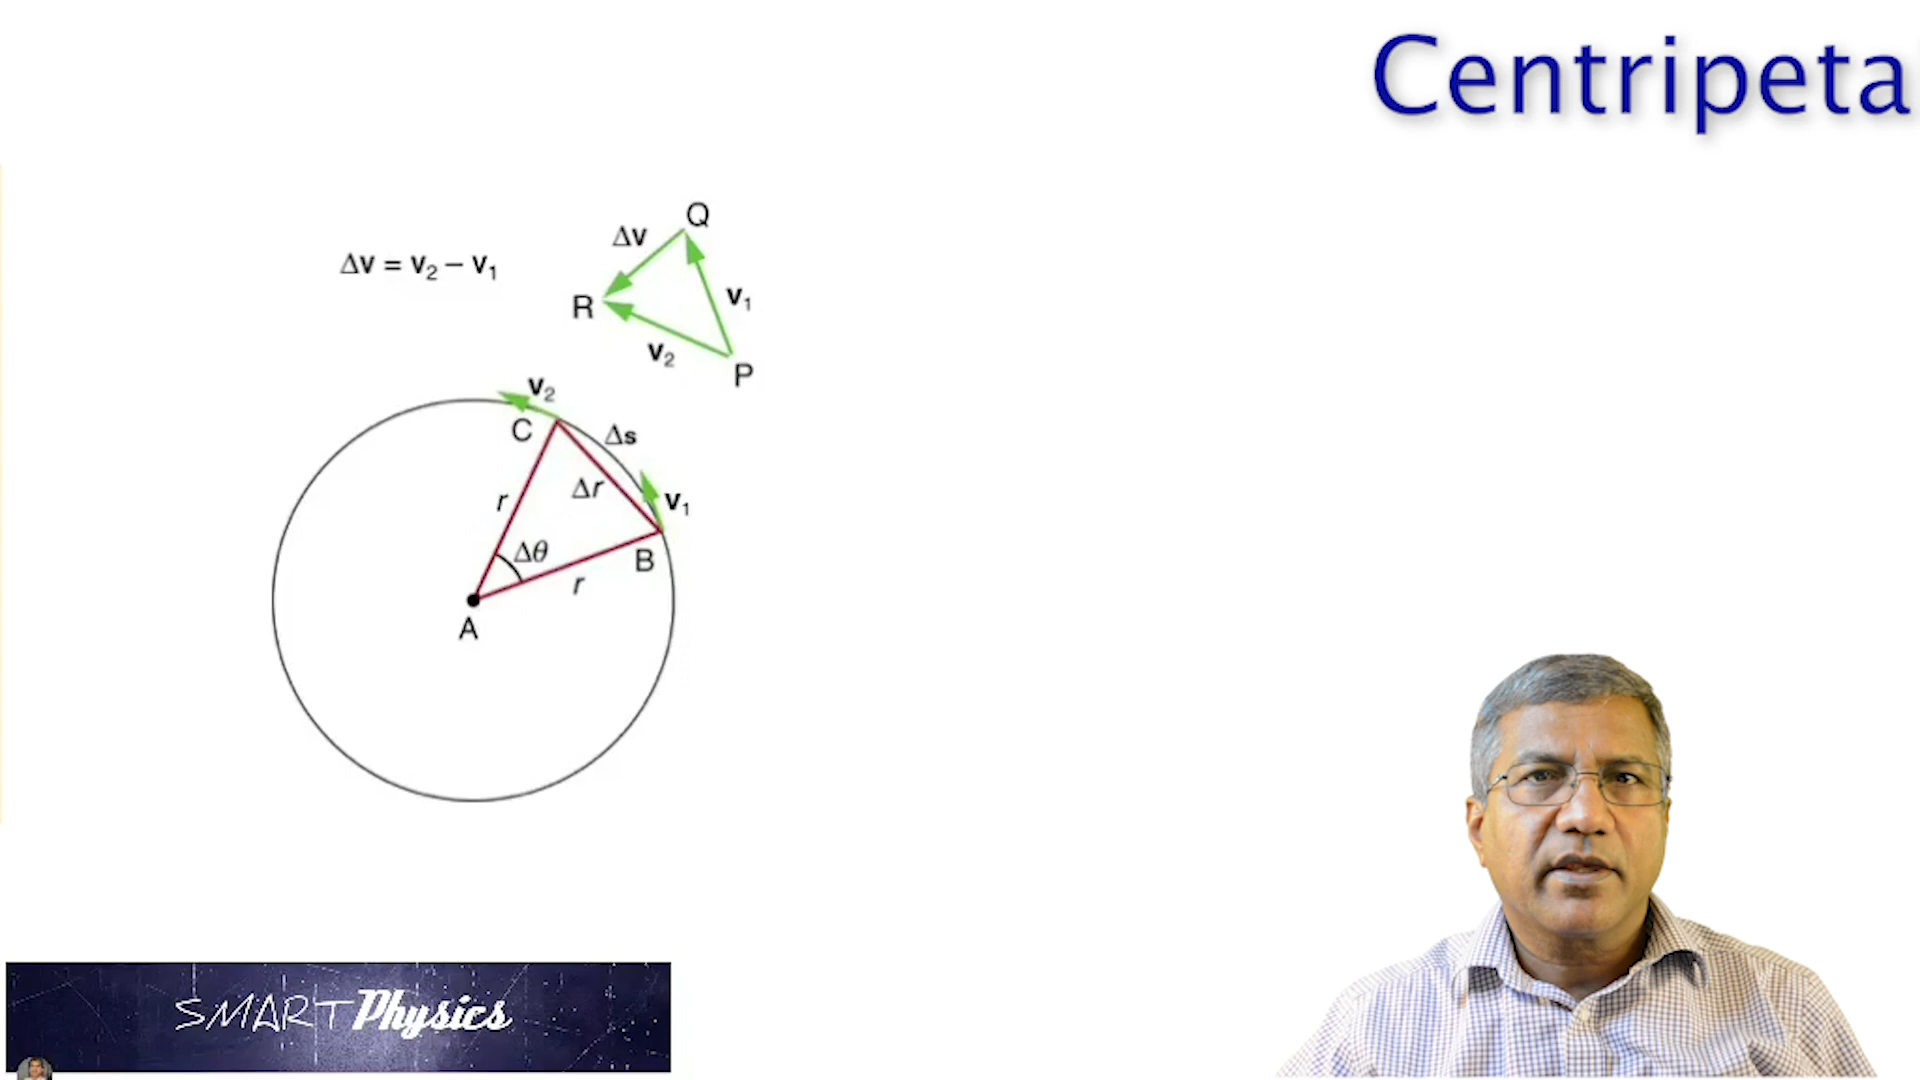 Centripeta
Q
Δv
Δv = v₂ – v₁
R
v₁
v₂
P
v₂
C
Δs
Δr
r
v₁
Δθ
B
r
A
SMART Physics